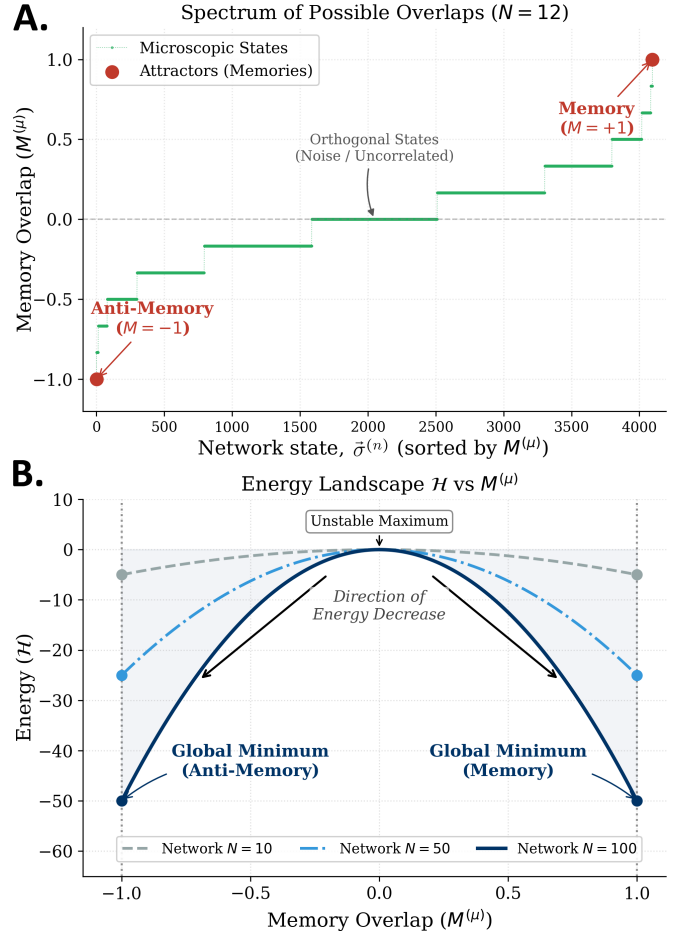 A.
Spectrum of Possible Overlaps (N = 12)
Microscopic States
Attractors (Memories)
Memory
(M = +1)
Orthogonal States
(Noise / Uncorrelated)
Anti-Memory
(M = −1)
1.0
0.5
0.0
−0.5
−1.0
Memory Overlap (M^(μ))
0 500 1000 1500 2000 2500 3000 3500 4000
Network state, σ⃗^(n) (sorted by M^(μ))
B.
Energy Landscape ℋ vs M^(μ)
Unstable Maximum
Direction of
Energy Decrease
Global Minimum
(Anti-Memory)
Global Minimum
(Memory)
10
0
−10
−20
−30
−40
−50
−60
Energy (ℋ)
Network N = 10 Network N = 50 Network N = 100
−1.0 −0.5 0.0 0.5 1.0
Memory Overlap (M^(μ))